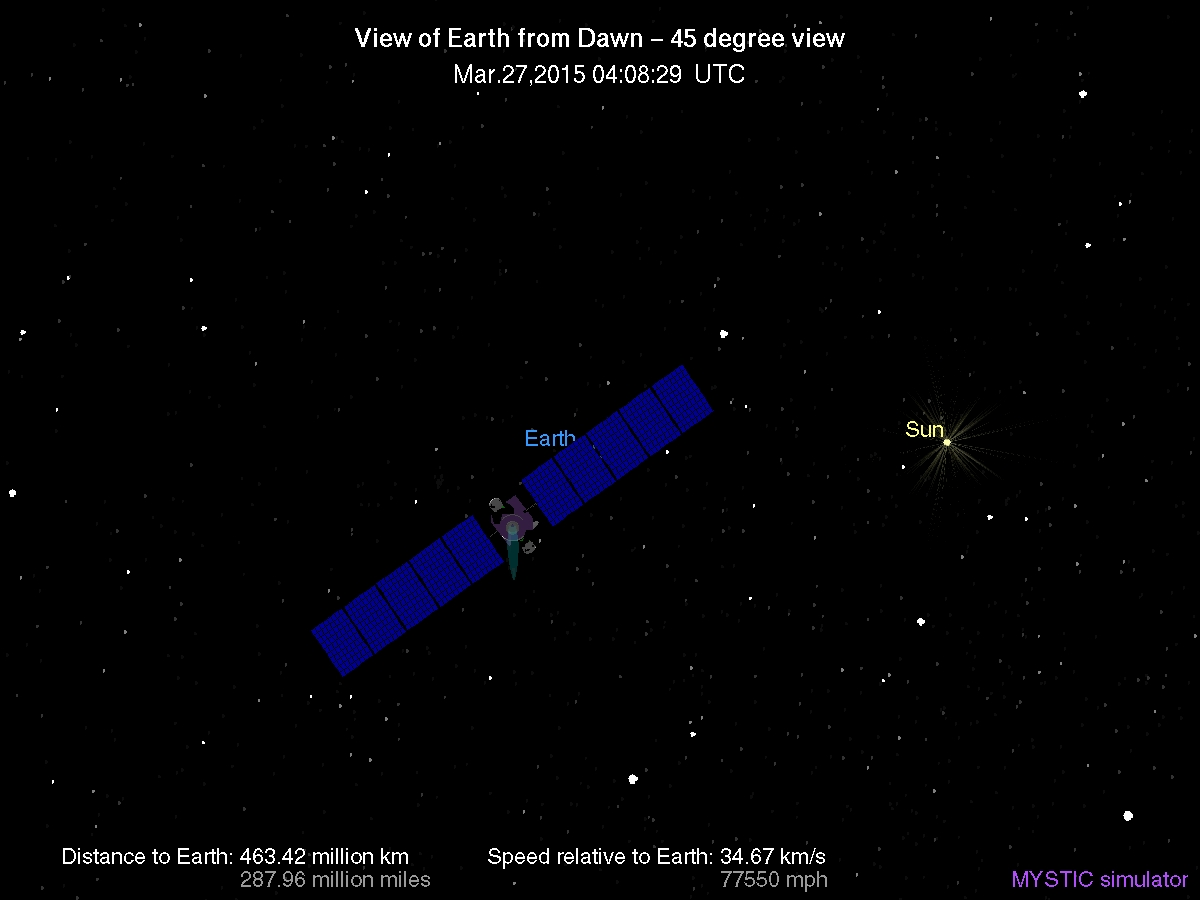 View of Earth from Dawn – 45 degree view
Mar.27,2015 04:08:29 UTC
Earth
Sun
Distance to Earth: 463.42 million km
287.96 million miles
Speed relative to Earth: 34.67 km/s
77550 mph
MYSTIC simulator